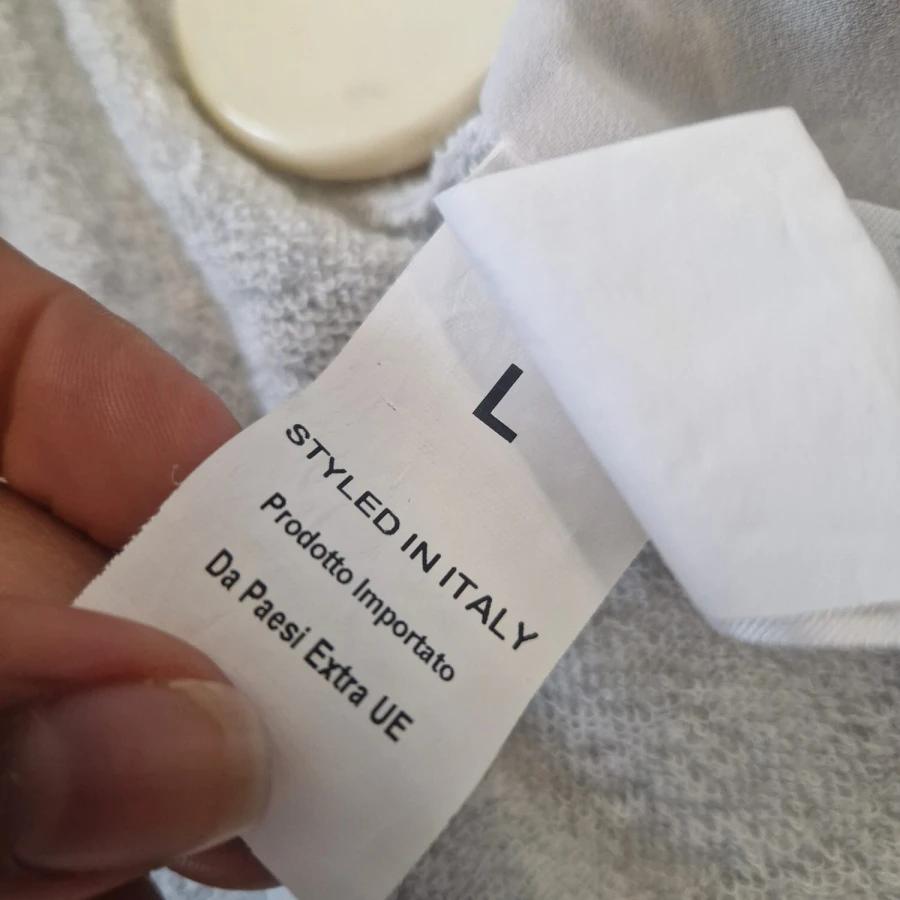 L
STYLED IN ITALY
Prodotto Importato
Da Paesi Extra UE